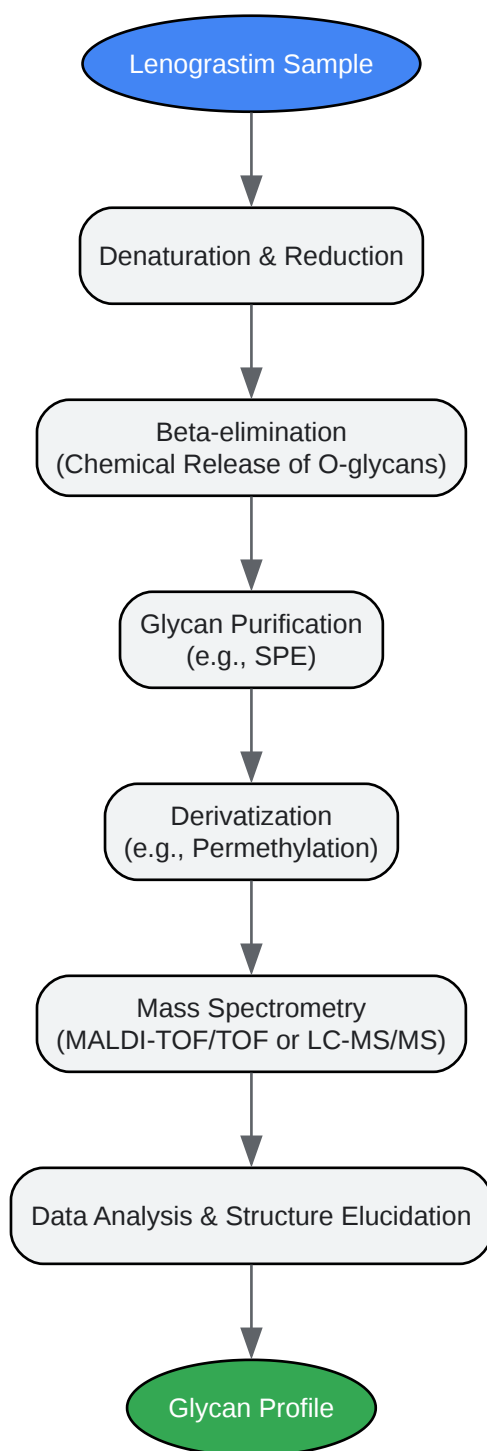 Lenograstim Sample
Denaturation & Reduction
Beta-elimination
(Chemical Release of O-glycans)
Glycan Purification
(e.g., SPE)
Derivatization
(e.g., Permethylation)
Mass Spectrometry
(MALDI-TOF/TOF or LC-MS/MS)
Data Analysis & Structure Elucidation
Glycan Profile